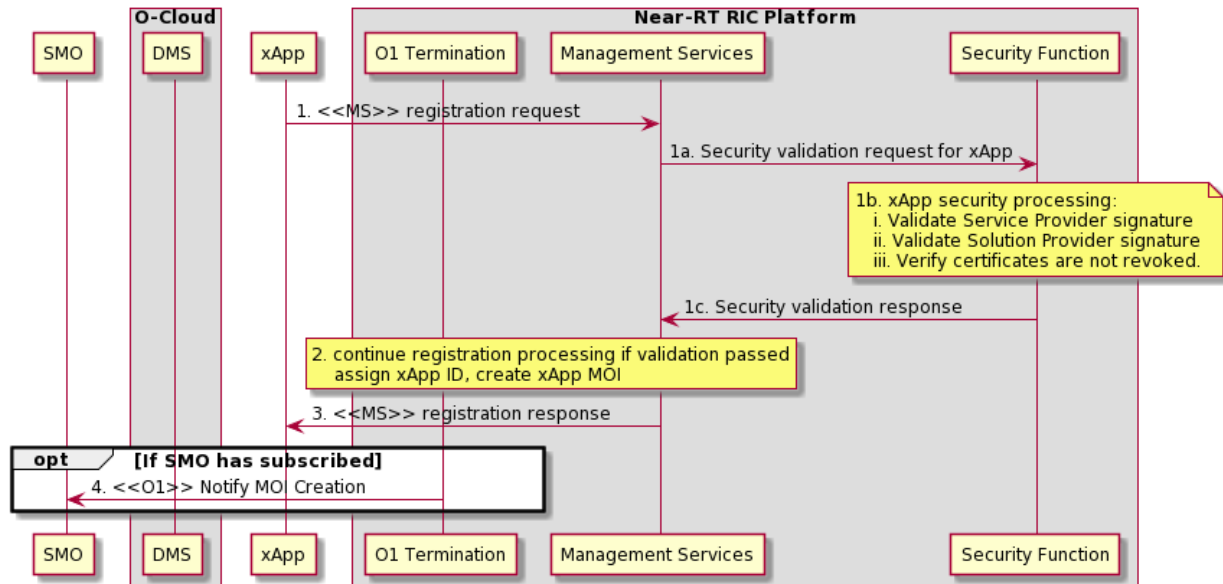 O-Cloud
Near-RT RIC Platform
SMO
DMS
xApp
O1 Termination
Management Services
Security Function
1. <<MS>> registration request
1a. Security validation request for xApp
1b. xApp security processing:
i. Validate Service Provider signature
ii. Validate Solution Provider signature
iii. Verify certificates are not revoked.
1c. Security validation response
2. continue registration processing if validation passed
assign xApp ID, create xApp MOI
3. <<MS>> registration response
opt [If SMO has subscribed]
4. <<O1>> Notify MOI Creation
SMO
DMS
xApp
O1 Termination
Management Services
Security Function